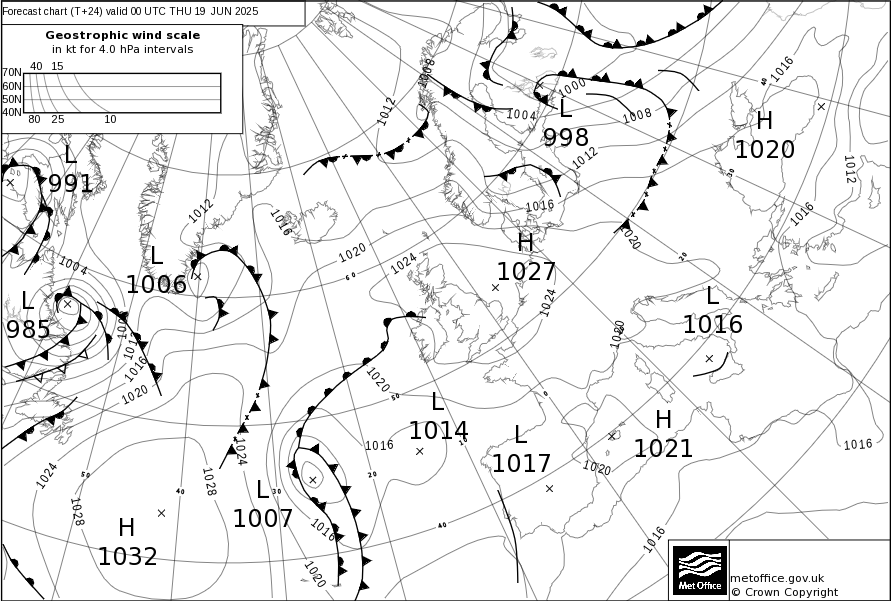 Forecast chart (T+24) valid 00 UTC THU 19 JUN 2025
Geostrophic wind scale
in kt for 4.0 hPa intervals
40 15
70N
60N
50N
40N
80 25 10
L
991
L
985
L
1006
L
998
H
1020
H
1027
L
1016
L
1014
L
1017
H
1021
L
1007
H
1032
1012
1008
1004
1000
1008
1012
1016
1016
1012
1016
1020
1012
1016
1020
1024
1024
1020
1004
1016
1020
1020
1016
1020
1024
1024
1028
1028
1016
1020
1016
1016
40
30
20
60
50
50
40
30
20
10
0
40
Met Office
metoffice.gov.uk
© Crown Copyright